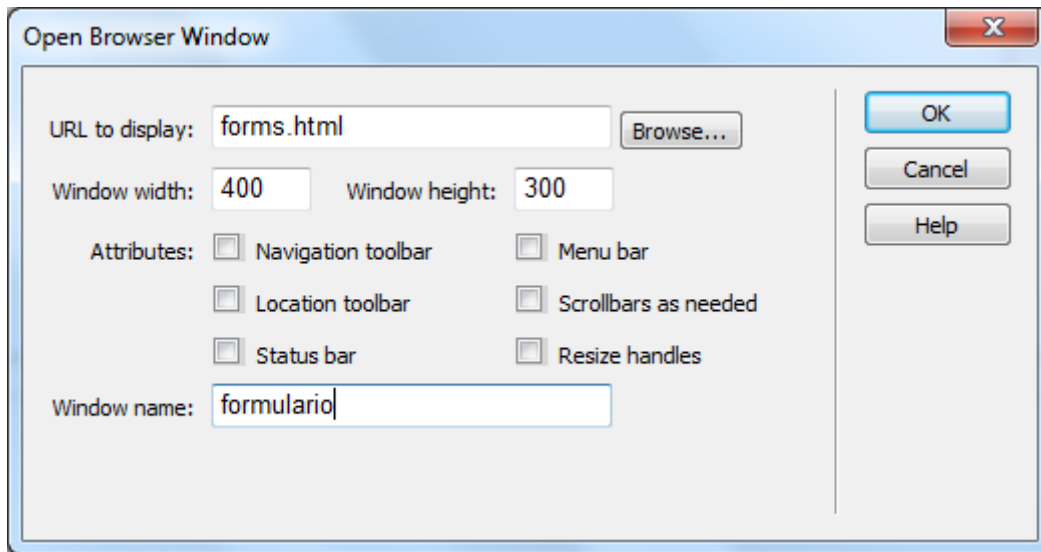 Open Browser Window
URL to display: forms.html Browse...
Window width: 400 Window height: 300
Attributes: Navigation toolbar Menu bar
Location toolbar Scrollbars as needed
Status bar Resize handles
Window name: formulario
OK
Cancel
Help